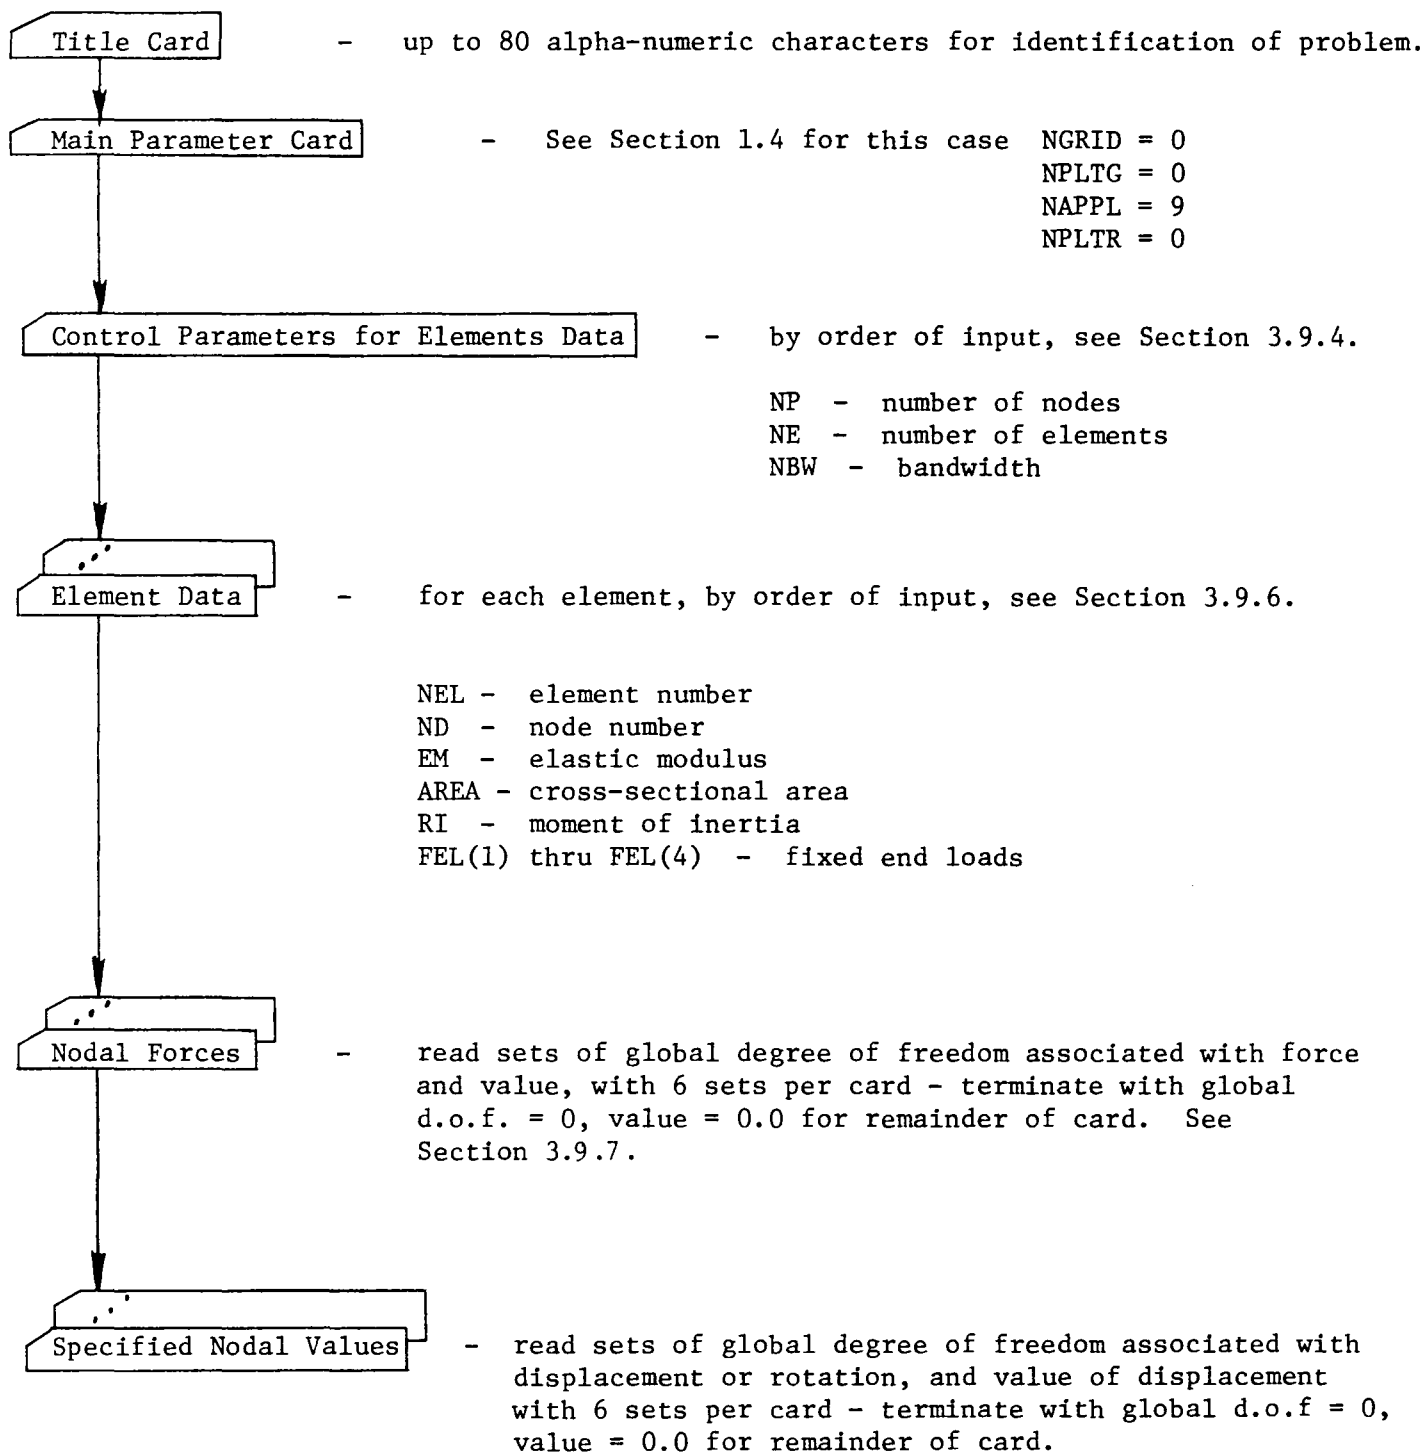 Title Card - up to 80 alpha-numeric characters for identification of problem.
Main Parameter Card - See Section 1.4 for this case NGRID = 0
NPLTG = 0
NAPPL = 9
NPLTR = 0
Control Parameters for Elements Data - by order of input, see Section 3.9.4.
NP - number of nodes
NE - number of elements
NBW - bandwidth
Element Data - for each element, by order of input, see Section 3.9.6.
NEL - element number
ND - node number
EM - elastic modulus
AREA - cross-sectional area
RI - moment of inertia
FEL(1) thru FEL(4) - fixed end loads
Nodal Forces - read sets of global degree of freedom associated with force
and value, with 6 sets per card - terminate with global
d.o.f. = 0, value = 0.0 for remainder of card. See
Section 3.9.7.
Specified Nodal Values - read sets of global degree of freedom associated with
displacement or rotation, and value of displacement
with 6 sets per card - terminate with global d.o.f = 0,
value = 0.0 for remainder of card.